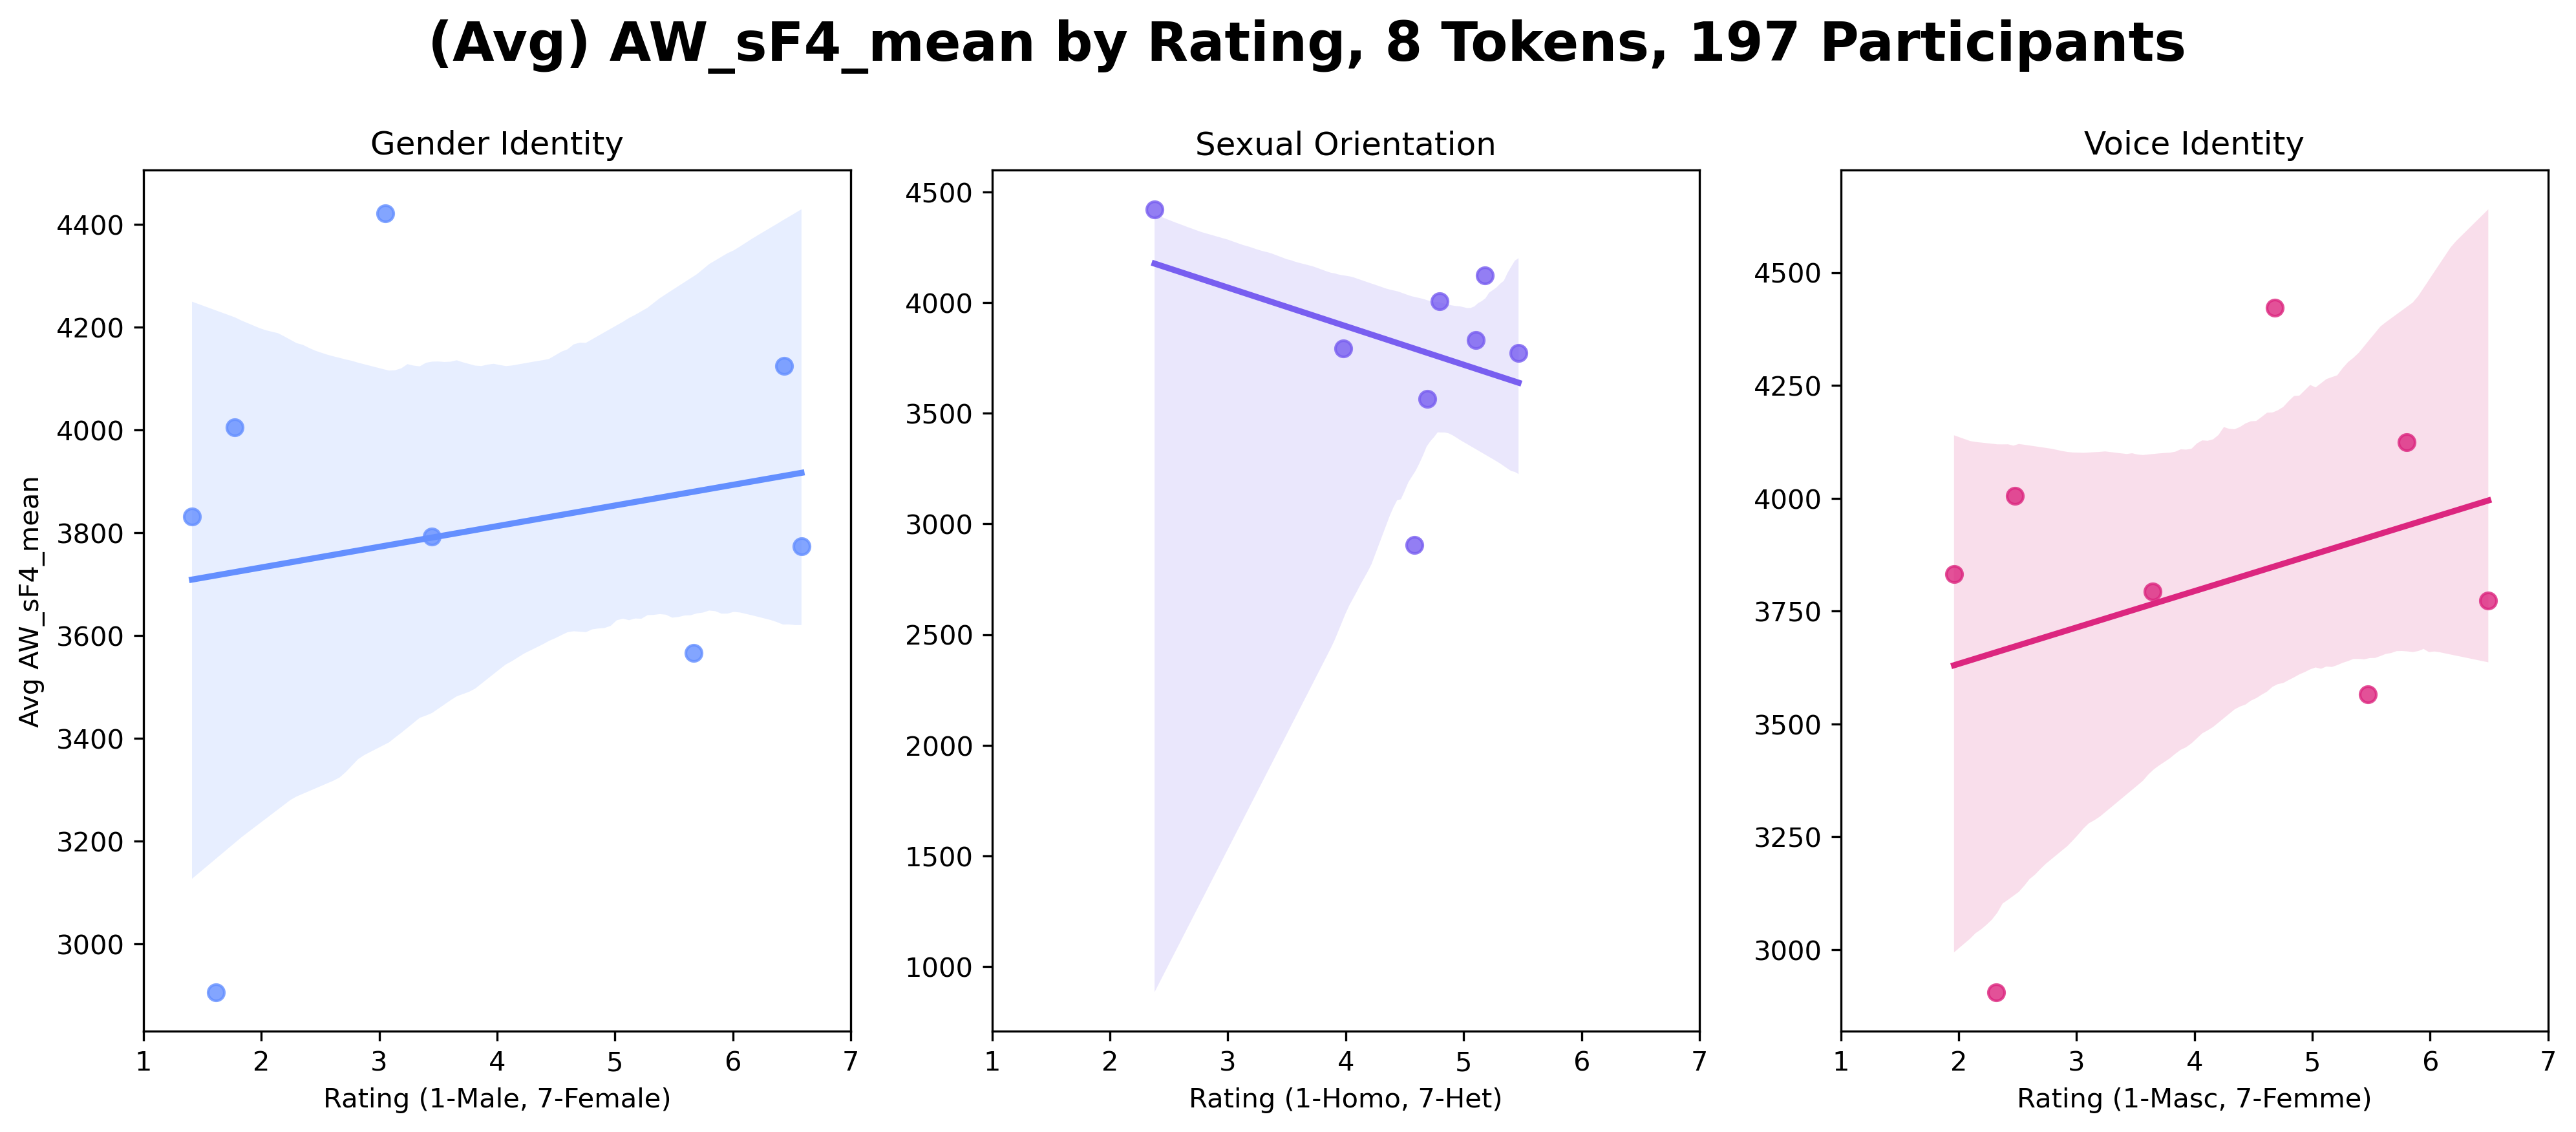 (Avg) AW_sF4_mean by Rating, 8 Tokens, 197 Participants
Gender Identity
Avg AW_sF4_mean
4400
4200
4000
3800
3600
3400
3200
3000
1 2 3 4 5 6 7
Rating (1-Male, 7-Female)
Sexual Orientation
4500
4000
3500
3000
2500
2000
1500
1000
1 2 3 4 5 6 7
Rating (1-Homo, 7-Het)
Voice Identity
4500
4250
4000
3750
3500
3250
3000
1 2 3 4 5 6 7
Rating (1-Masc, 7-Femme)